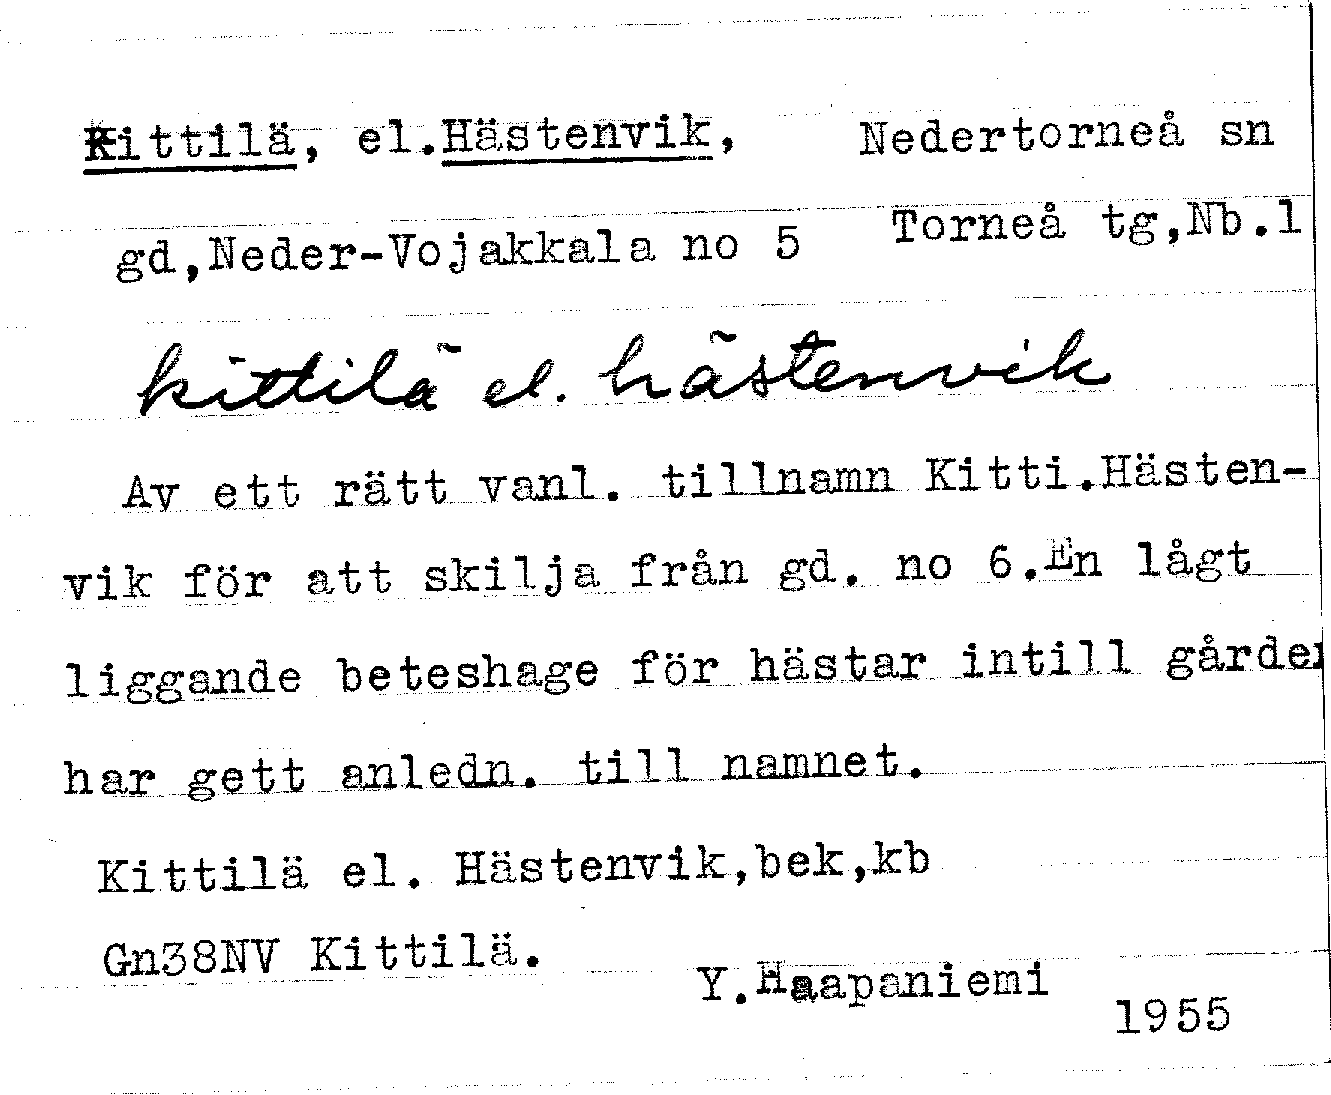 Kittilä, el.Hästenvik, Nedertorneå sn
gd,Neder-Vojakkala no 5 Torneå tg,Nb.l
kittilä el. hästenvik
Av ett rätt vanl. tillnamn Kitti.Hästen-
vik för att skilja från gd. no 6.En lågt
liggande beteshage för hästar intill gården
har gett anledn. till namnet.
Kittilä el. Hästenvik,bek,kb
Gn38NV Kittilä.
Y.Haapaniemi
1955